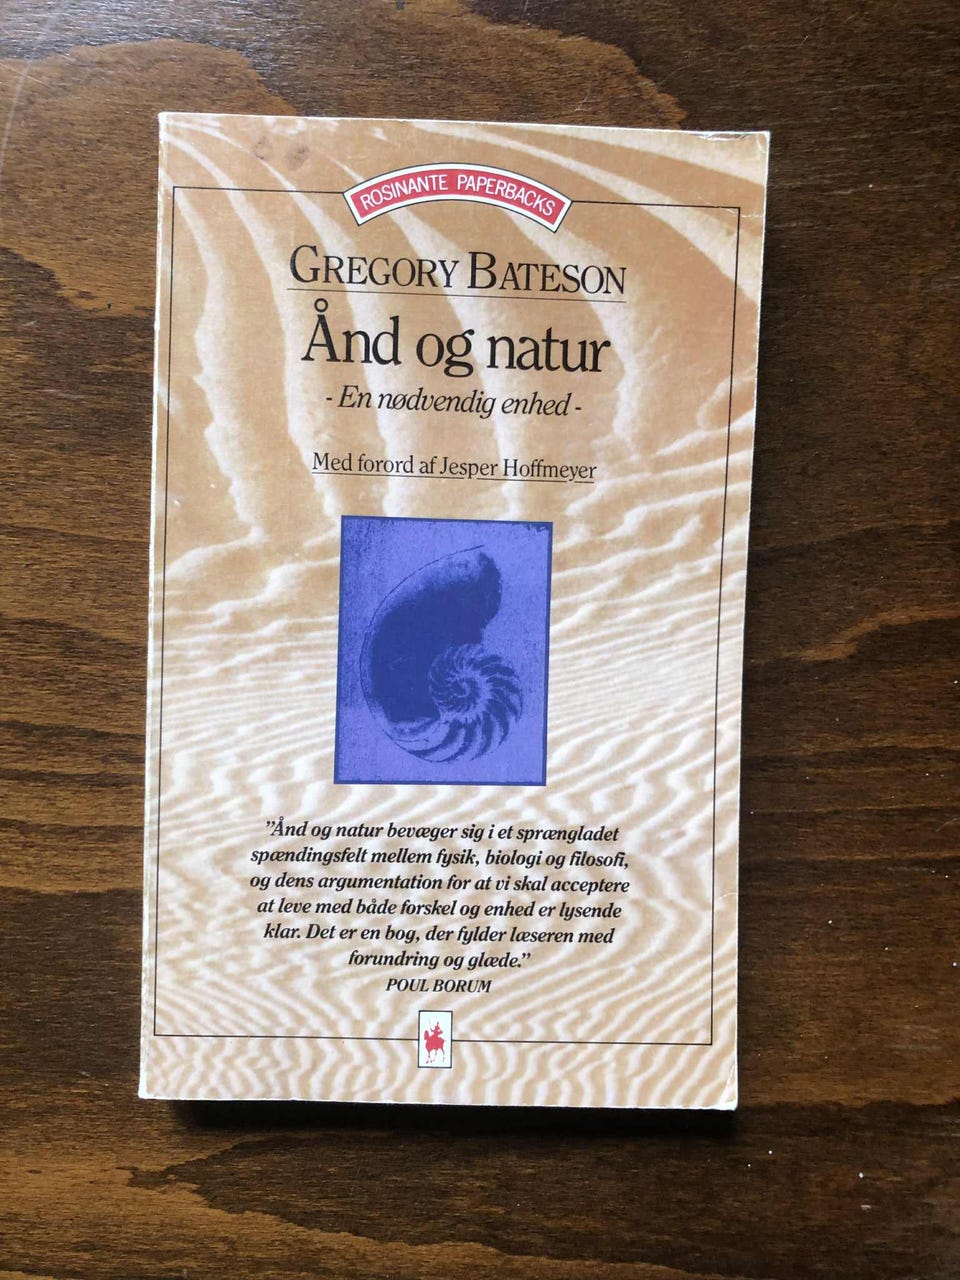 ROSINANTE PAPERBACKS
GREGORY BATESON
Ånd og natur
- En nødvendig enhed -
Med forord af Jesper Hoffmeyer
”Ånd og natur bevæger sig i et sprængladet
spændingsfelt mellem fysik, biologi og filosofi,
og dens argumentation for at vi skal acceptere
at leve med både forskel og enhed er lysende
klar. Det er en bog, der fylder læseren med
forundring og glæde.”
POUL BORUM